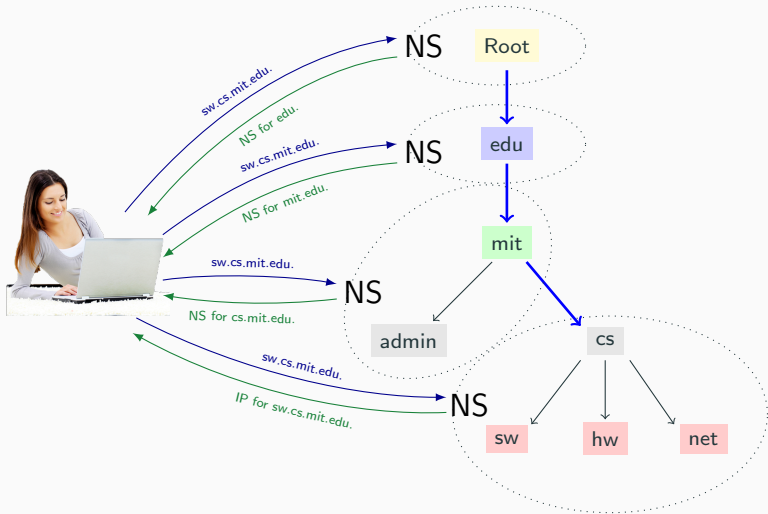 NS
Root
sw.cs.mit.edu.
NS for edu.
NS
edu
sw.cs.mit.edu.
NS for mit.edu.
mit
sw.cs.mit.edu.
NS
NS for cs.mit.edu.
admin
cs
sw.cs.mit.edu.
NS
IP for sw.cs.mit.edu.
sw
hw
net